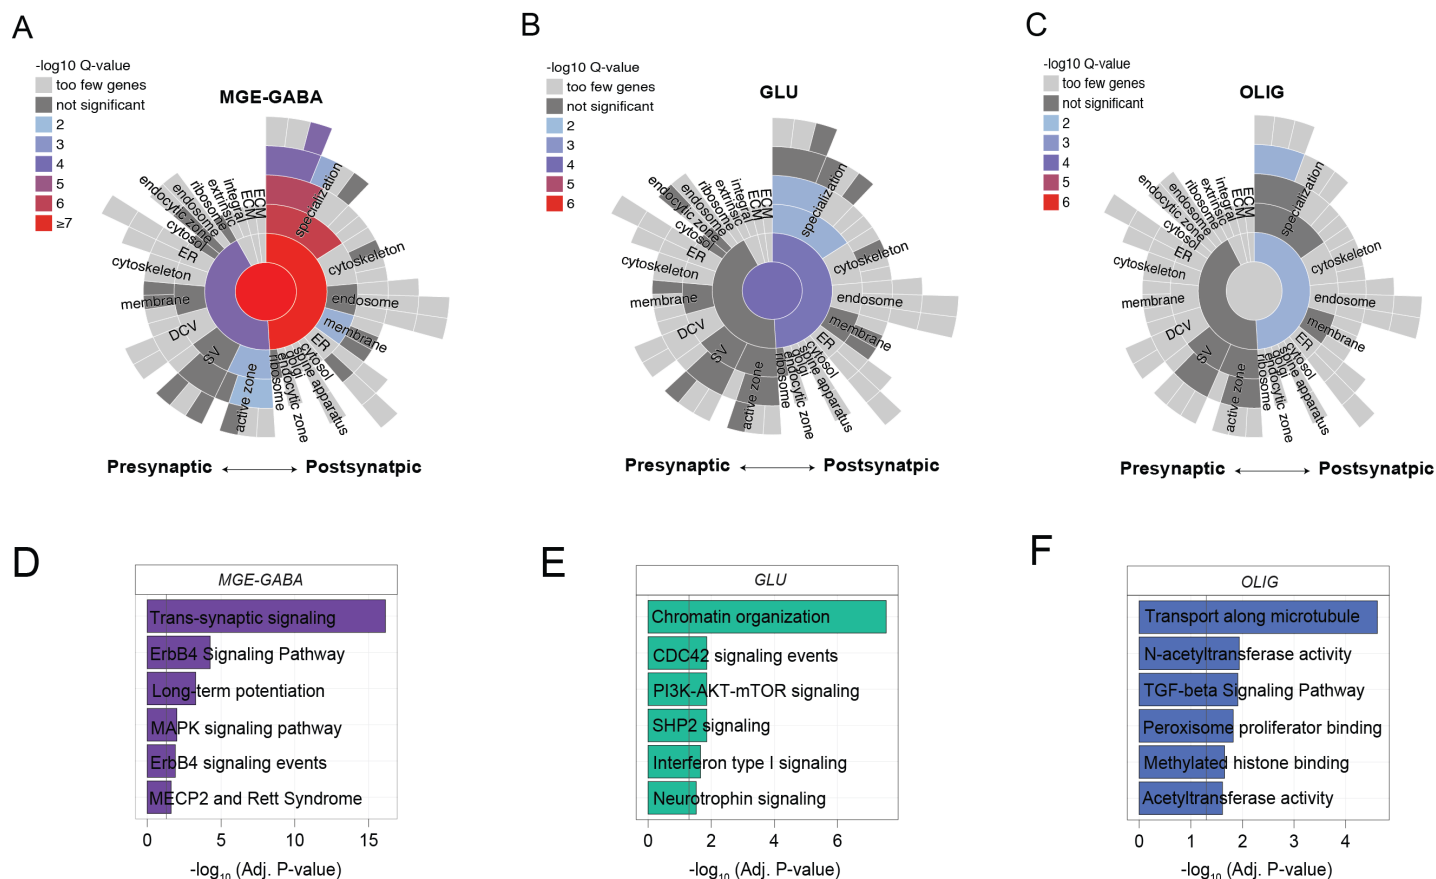 A
-log10 Q-value
too few genes
not significant
2
3
4
5
6
≥7
MGE-GABA
specialization
cytoskeleton
endosome
membrane
ER
cytosol
spine apparatus
golgi
endocytic zone
ribosome
active zone
SV
DCV
membrane
cytoskeleton
ER
cytosol
endocytic zone
endosome
ribosome
extrinsic
integral
ECM
ECM
Presynaptic
Postsynatpic
B
-log10 Q-value
too few genes
not significant
2
3
4
5
6
GLU
specialization
cytoskeleton
endosome
membrane
ER
cytosol
spine apparatus
golgi
endocytic zone
ribosome
active zone
SV
DCV
membrane
cytoskeleton
ER
cytosol
endocytic zone
endosome
ribosome
extrinsic
integral
ECM
ECM
Presynaptic
Postsynatpic
C
-log10 Q-value
too few genes
not significant
2
3
4
5
6
OLIG
specialization
cytoskeleton
endosome
membrane
ER
cytosol
spine apparatus
golgi
endocytic zone
ribosome
active zone
SV
DCV
membrane
cytoskeleton
ER
cytosol
endocytic zone
endosome
ribosome
extrinsic
integral
ECM
ECM
Presynaptic
Postsynatpic
D
MGE-GABA
Trans-synaptic signaling
ErbB4 Signaling Pathway
Long-term potentiation
MAPK signaling pathway
ErbB4 signaling events
MECP2 and Rett Syndrome
0 5 10 15
-log10 (Adj. P-value)
E
GLU
Chromatin organization
CDC42 signaling events
PI3K-AKT-mTOR signaling
SHP2 signaling
Interferon type I signaling
Neurotrophin signaling
0 2 4 6
-log10 (Adj. P-value)
F
OLIG
Transport along microtubule
N-acetyltransferase activity
TGF-beta Signaling Pathway
Peroxisome proliferator binding
Methylated histone binding
Acetyltransferase activity
0 1 2 3 4
-log10 (Adj. P-value)